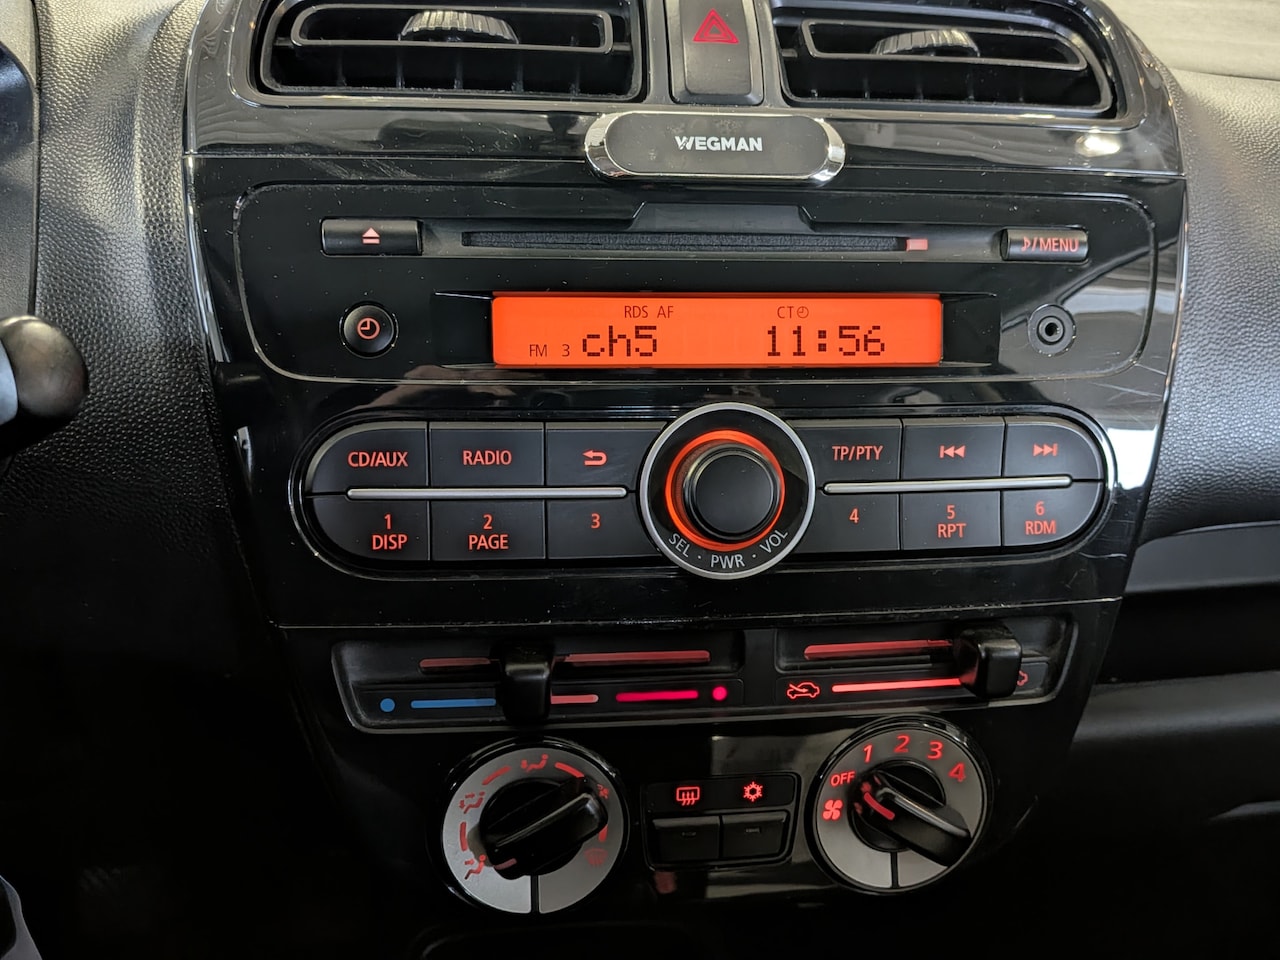 WEGMAN
/MENU
RDS AF
CT
FM 3 ch5 11:56
CD/AUX
RADIO
TP/PTY
1
DISP
2
PAGE
3
4
5
RPT
6
RDM
SEL · PWR · VOL
OFF 1 2 3 4